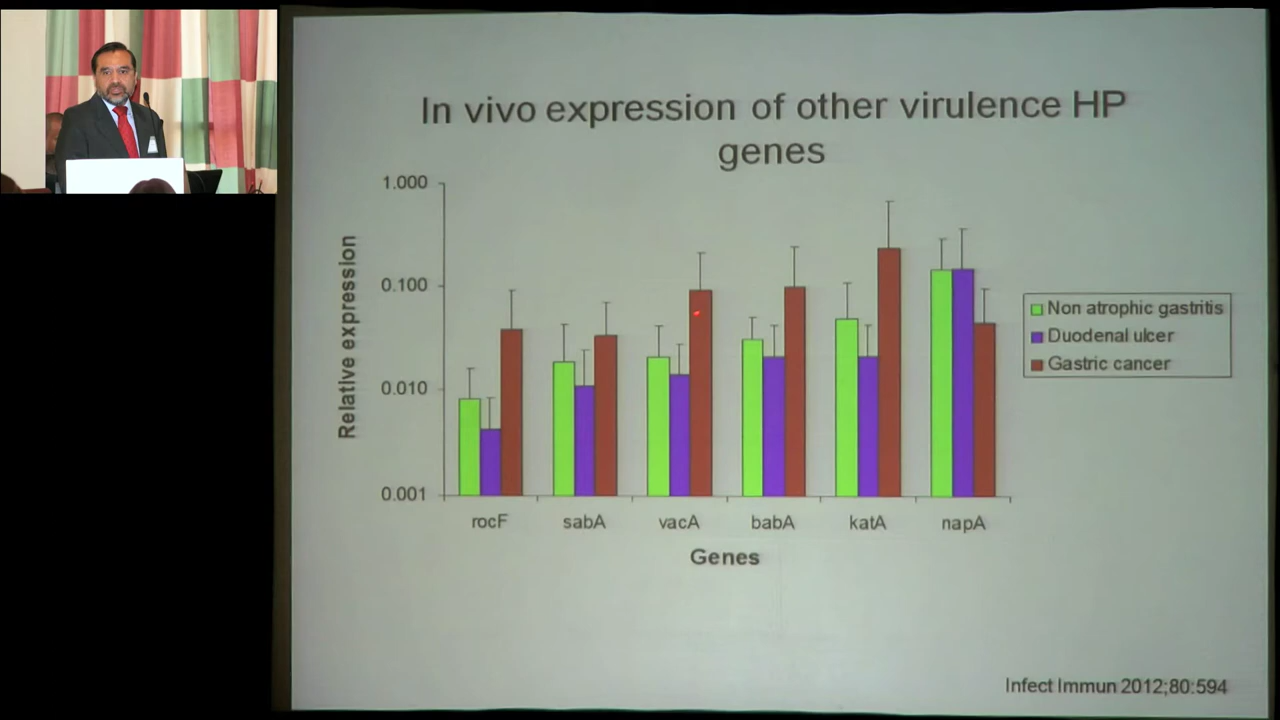 In vivo expression of other virulence HP
genes
1.000
0.100
0.010
0.001
Relative expression
rocF sabA vacA babA katA napA
Genes
Non atrophic gastritis
Duodenal ulcer
Gastric cancer
Infect Immun 2012;80:594